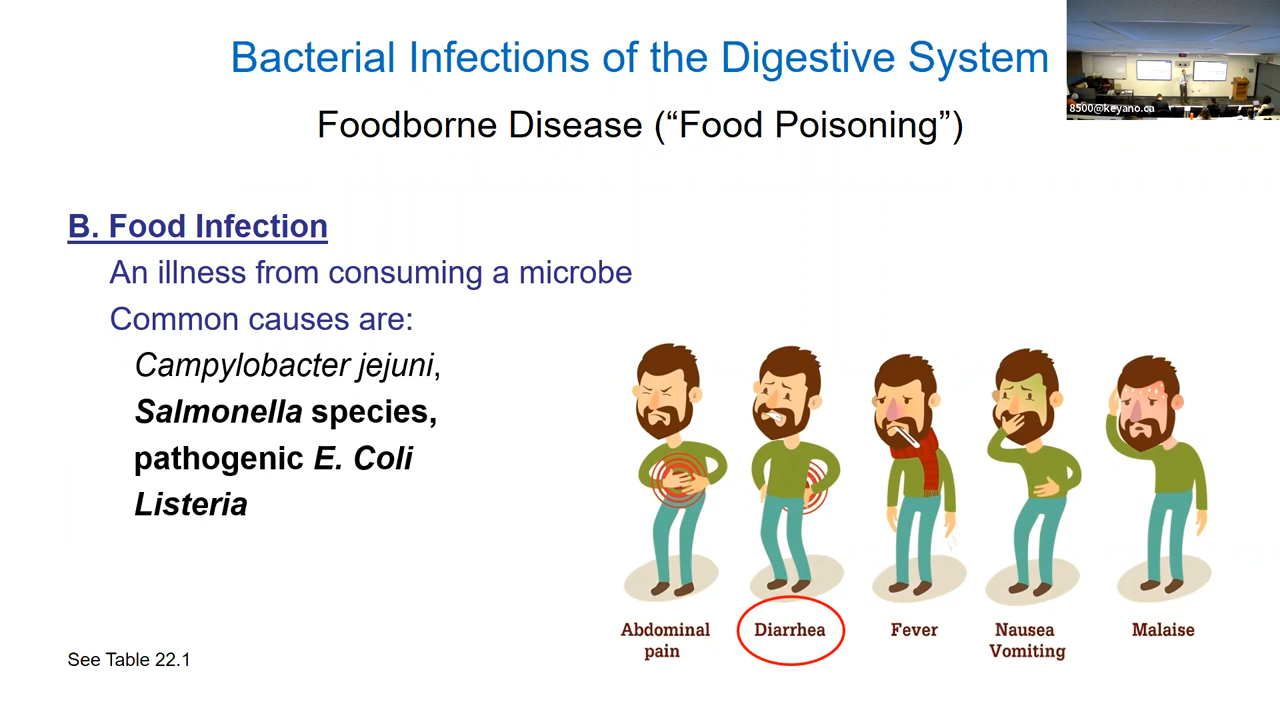 Bacterial Infections of the Digestive System
8500@keyano.ca
Foodborne Disease (“Food Poisoning”)
B. Food Infection
An illness from consuming a microbe
Common causes are:
Campylobacter jejuni,
Salmonella species,
pathogenic E. Coli
Listeria
Abdominal pain
Diarrhea
Fever
Nausea
Vomiting
Malaise
See Table 22.1